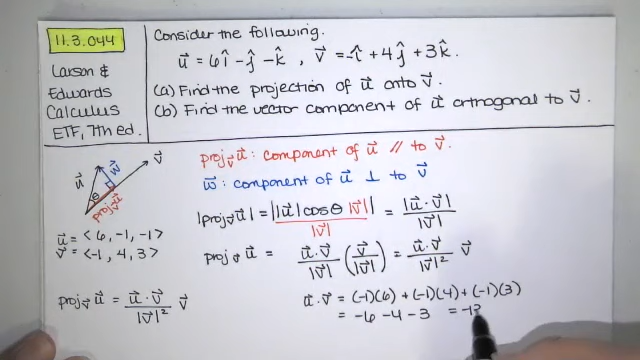 11.3.044
Larson &
Edwards
Calculus
ETF, 7th ed.
Consider the following.
u⃗ = 6î - ĵ - k̂ , v⃗ = -î + 4ĵ + 3k̂.
(a) Find the projection of u⃗ onto v⃗.
(b) Find the vector component of u⃗ orthogonal to v⃗.
u⃗ w⃗ v⃗
θ
proj_v⃗ u⃗
u⃗ = < 6, -1, -1 >
v⃗ = < -1, 4, 3 >
proj_v⃗ u⃗ = (u⃗ · v⃗ / |v⃗|²) v⃗
proj_v⃗ u⃗ : component of u⃗ // to v⃗.
w⃗ : component of u⃗ ⊥ to v⃗
|proj_v⃗ u⃗| = ||u⃗| cos θ |v⃗|| / |v⃗| = |u⃗ · v⃗| / |v⃗|
proj_v⃗ u⃗ = u⃗ · v⃗ / |v⃗| (v⃗ / |v⃗|) = u⃗ · v⃗ / |v⃗|² v⃗
u⃗ · v⃗ = (-1)(6) + (-1)(4) + (-1)(3)
= -6 - 4 - 3 = -13